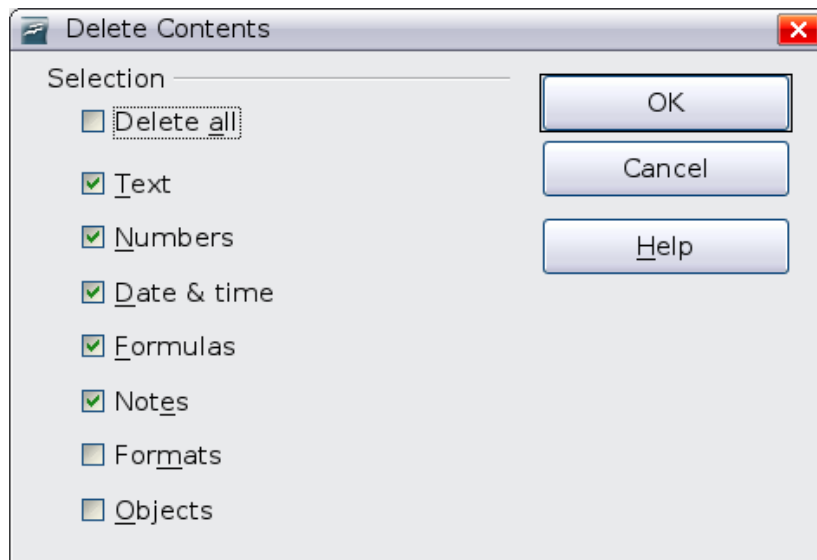 Delete Contents
Selection
Delete all
Text
Numbers
Date & time
Formulas
Notes
Formats
Objects
OK
Cancel
Help